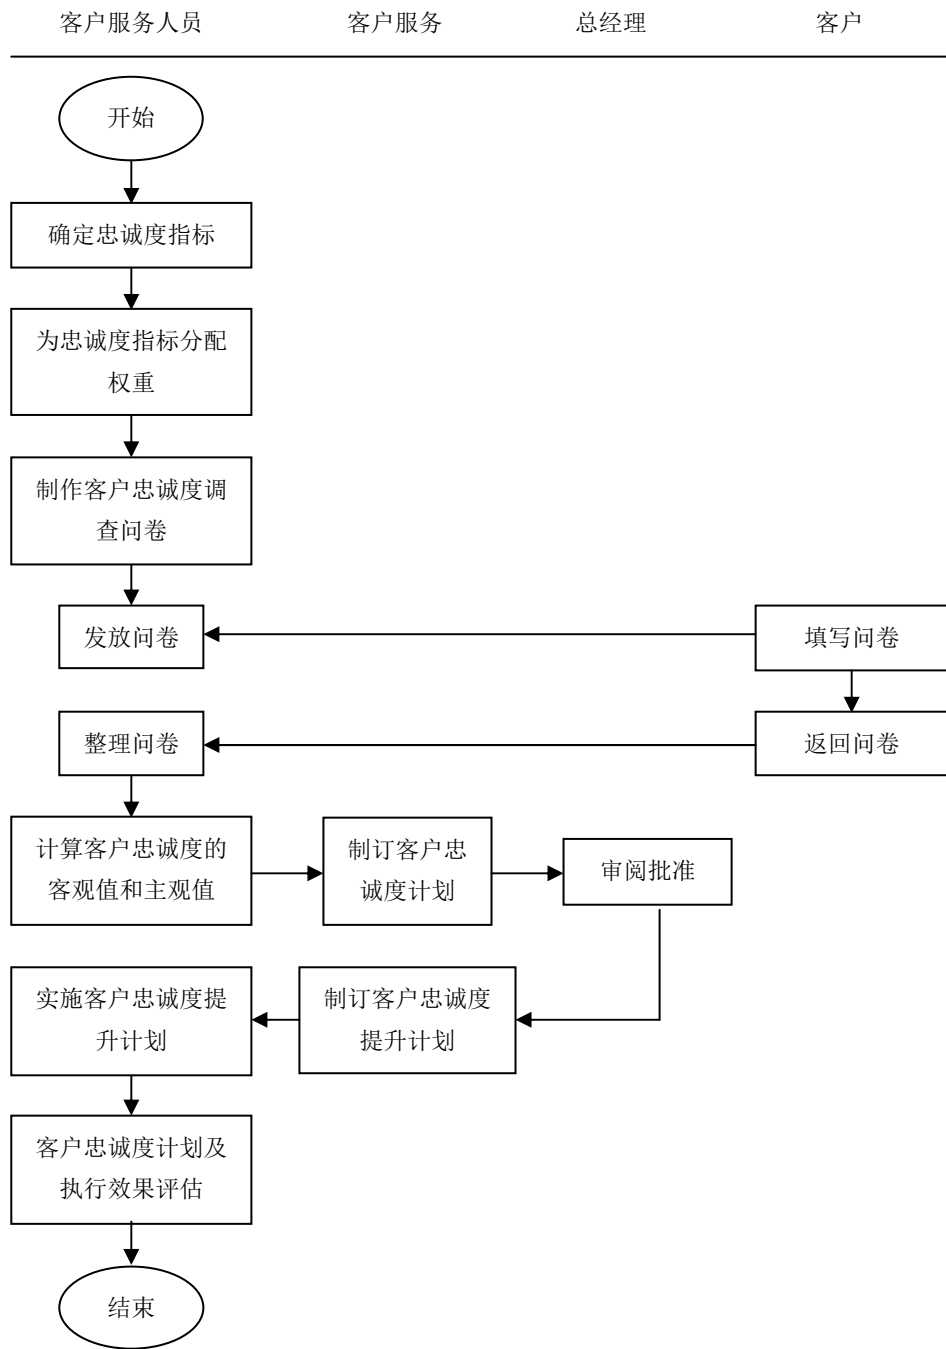 客户服务人员 客户服务 总经理 客户
开始
确定忠诚度指标
为忠诚度指标分配
权重
制作客户忠诚度调
查问卷
发放问卷
填写问卷
整理问卷
返回问卷
计算客户忠诚度的
客观值和主观值
制订客户忠
诚度计划
审阅批准
实施客户忠诚度提
升计划
制订客户忠诚度
提升计划
客户忠诚度计划及
执行效果评估
结束